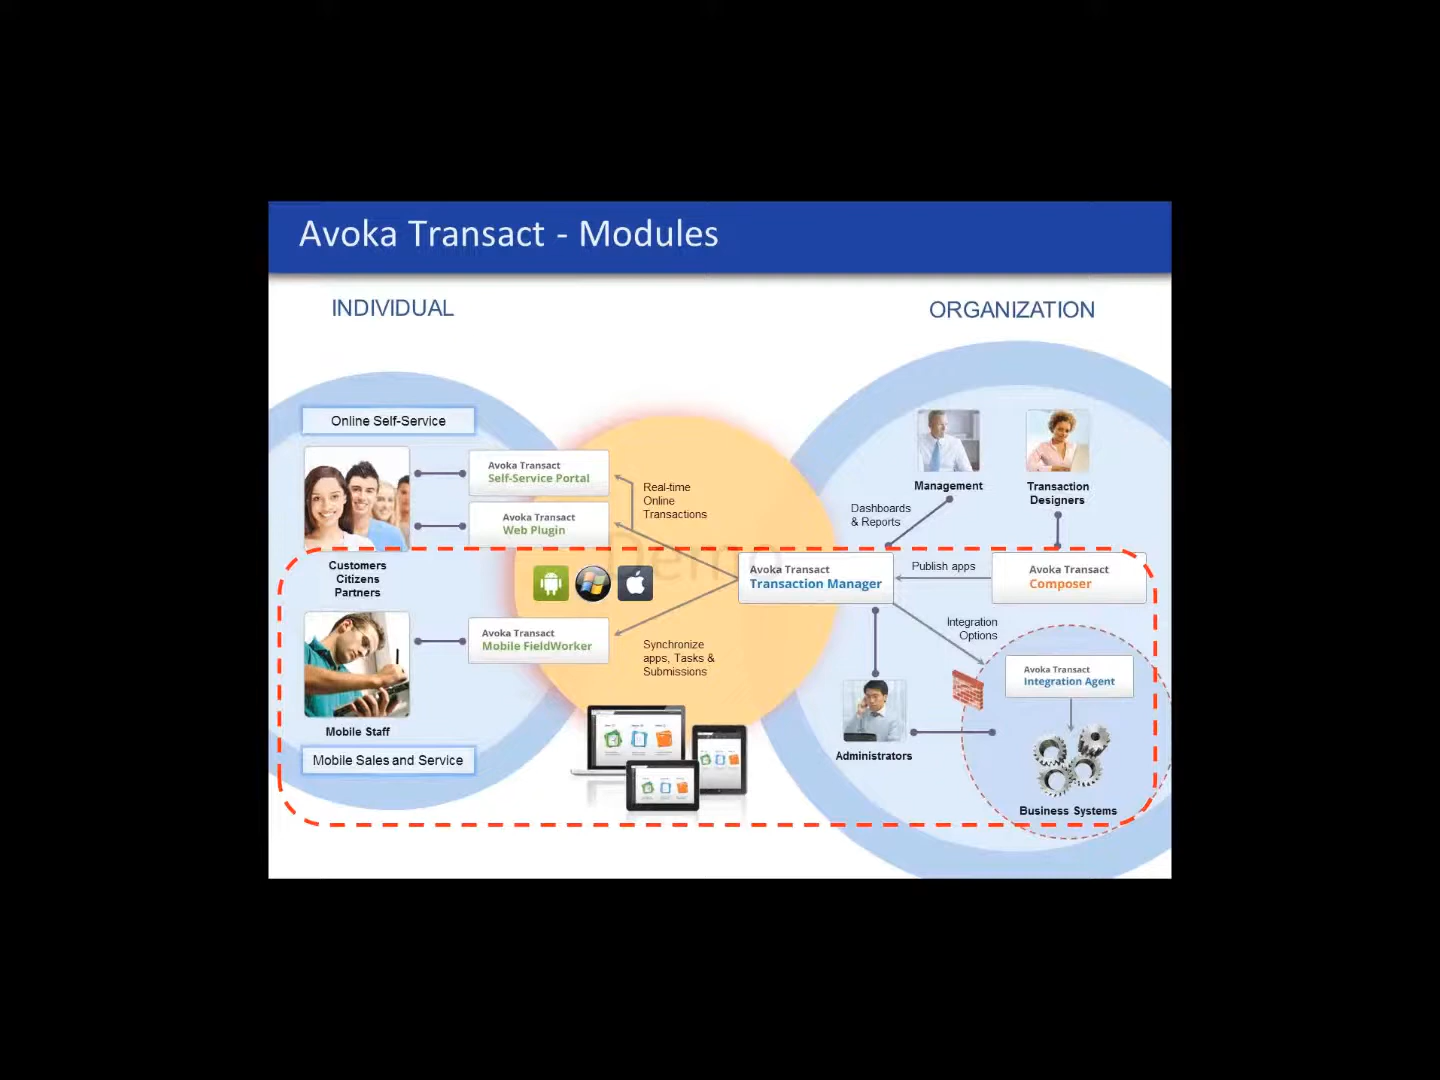 Avoka Transact - Modules
INDIVIDUAL
ORGANIZATION
Online Self-Service
Avoka Transact
Self-Service Portal
Avoka Transact
Web Plugin
Real-time
Online
Transactions
Customers
Citizens
Partners
Demo
Avoka Transact
Mobile FieldWorker
Synchronize
apps, Tasks &
Submissions
Mobile Staff
Mobile Sales and Service
Management
Transaction
Designers
Dashboards
& Reports
Avoka Transact
Transaction Manager
Publish apps
Avoka Transact
Composer
Integration
Options
Avoka Transact
Integration Agent
Administrators
Business Systems